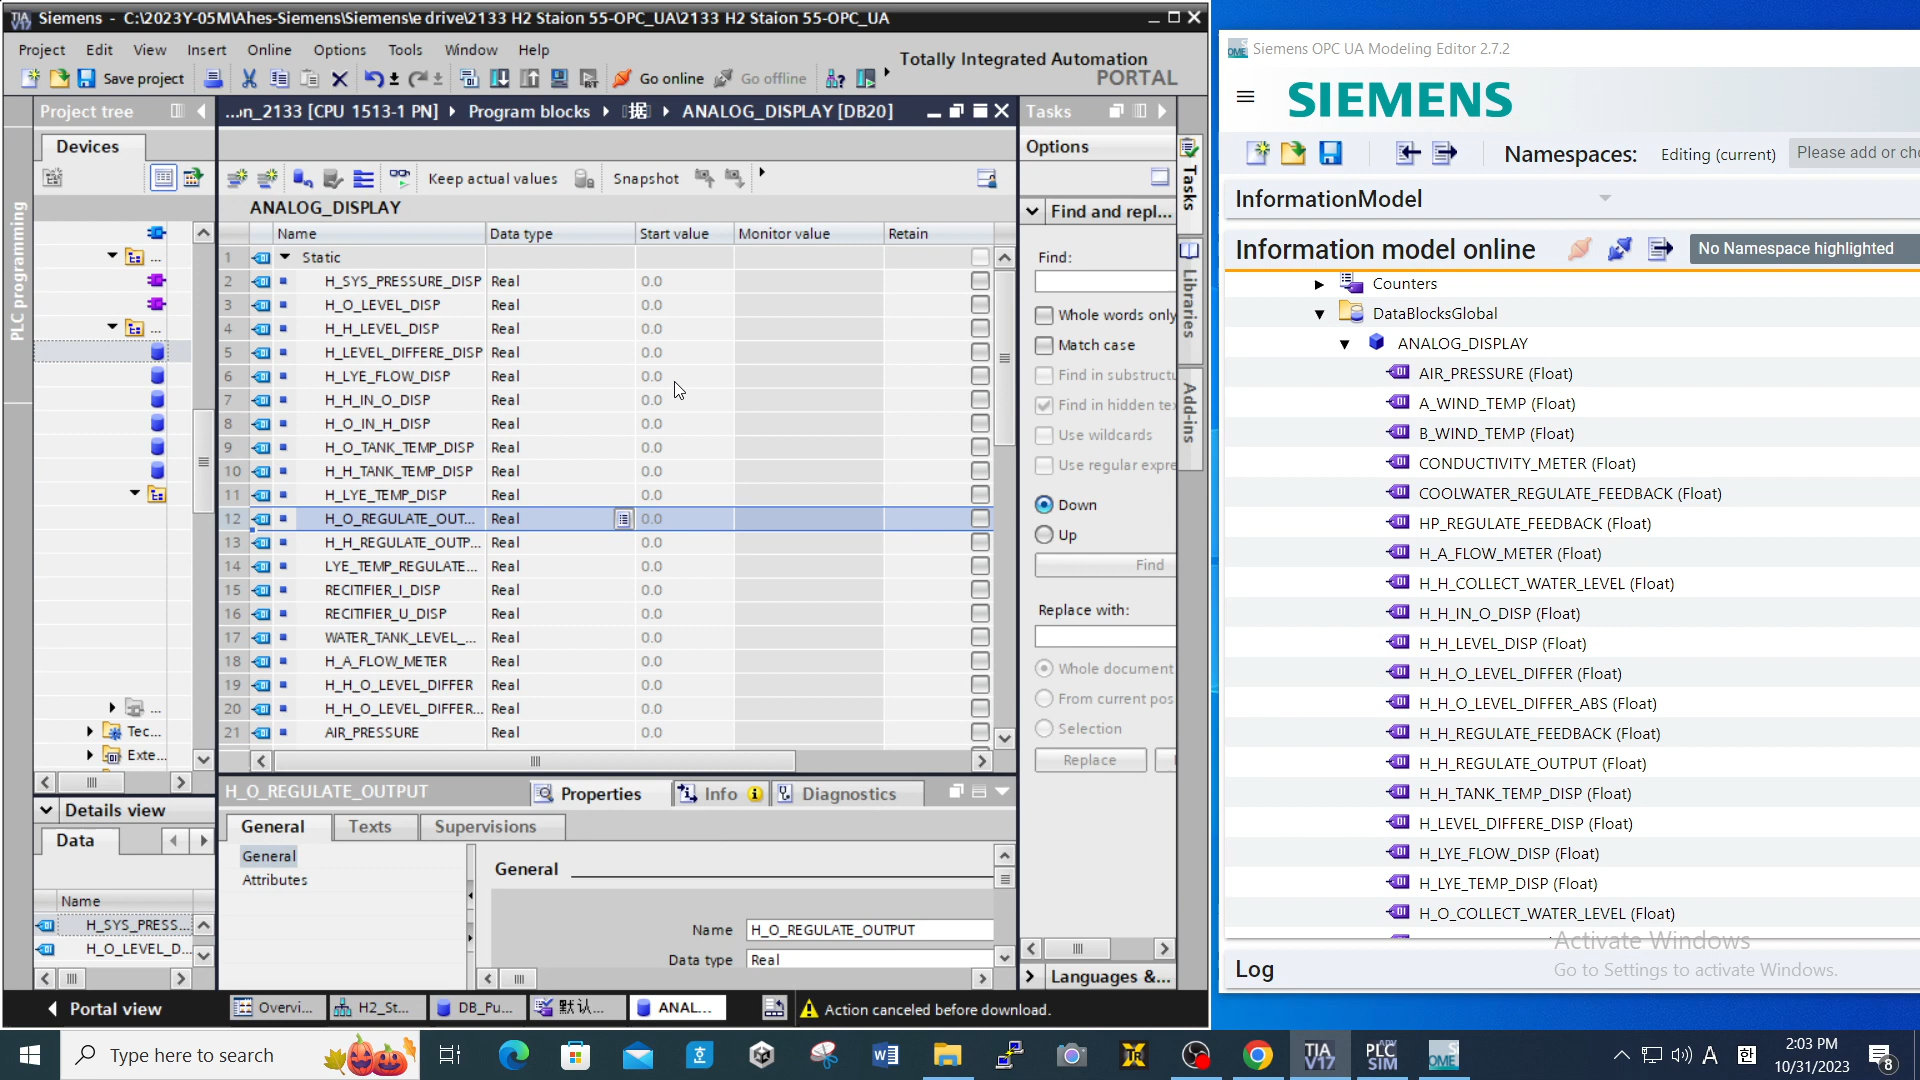 Siemens - C:\2023Y-05M\Ahes-Siemens\Siemens\e drive\2133 H2 Staion 55-OPC_UA\2133 H2 Staion 55-OPC_UA
Project Edit View Insert Online Options Tools Window Help
Totally Integrated Automation
PORTAL
Save project
Go online
Go offline
Project tree
...n_2133 [CPU 1513-1 PN] Program blocks 据 ANALOG_DISPLAY [DB20]
Tasks
Devices
Options
Keep actual values Snapshot
ANALOG_DISPLAY
Name Data type Start value Monitor value Retain
1 Static
2 H_SYS_PRESSURE_DISP Real 0.0
3 H_O_LEVEL_DISP Real 0.0
4 H_H_LEVEL_DISP Real 0.0
5 H_LEVEL_DIFFERE_DISP Real 0.0
6 H_LYE_FLOW_DISP Real 0.0
7 H_H_IN_O_DISP Real 0.0
8 H_O_IN_H_DISP Real 0.0
9 H_O_TANK_TEMP_DISP Real 0.0
10 H_H_TANK_TEMP_DISP Real 0.0
11 H_LYE_TEMP_DISP Real 0.0
12 H_O_REGULATE_OUT... Real 0.0
13 H_H_REGULATE_OUTP... Real 0.0
14 LYE_TEMP_REGULATE... Real 0.0
15 RECITIFIER_I_DISP Real 0.0
16 RECITIFIER_U_DISP Real 0.0
17 WATER_TANK_LEVEL_... Real 0.0
18 H_A_FLOW_METER Real 0.0
19 H_H_O_LEVEL_DIFFER Real 0.0
20 H_H_O_LEVEL_DIFFER... Real 0.0
21 AIR_PRESSURE Real 0.0
PLC programming
...
...
...
Tec...
Exte...
Details view
Data
Name
H_SYS_PRESS...
H_O_LEVEL_D...
Find and repl...
Find:
Whole words only
Match case
Find in substructu
Find in hidden tex
Use wildcards
Use regular expre
Down
Up
Find
Replace with:
Whole document
From current pos
Selection
Replace
Languages &...
Tasks
Libraries
Add-ins
H_O_REGULATE_OUTPUT
Properties Info Diagnostics
General Texts Supervisions
General
Attributes
General
Name H_O_REGULATE_OUTPUT
Data type Real
Portal view
Overvi... H2_St... DB_Pu... 默认... ANAL...
Action canceled before download.
OME Siemens OPC UA Modeling Editor 2.7.2
SIEMENS
Namespaces: Editing (current) Please add or cho
InformationModel
Information model online
No Namespace highlighted
Counters
DataBlocksGlobal
ANALOG_DISPLAY
AIR_PRESSURE (Float)
A_WIND_TEMP (Float)
B_WIND_TEMP (Float)
CONDUCTIVITY_METER (Float)
COOLWATER_REGULATE_FEEDBACK (Float)
HP_REGULATE_FEEDBACK (Float)
H_A_FLOW_METER (Float)
H_H_COLLECT_WATER_LEVEL (Float)
H_H_IN_O_DISP (Float)
H_H_LEVEL_DISP (Float)
H_H_O_LEVEL_DIFFER (Float)
H_H_O_LEVEL_DIFFER_ABS (Float)
H_H_REGULATE_FEEDBACK (Float)
H_H_REGULATE_OUTPUT (Float)
H_H_TANK_TEMP_DISP (Float)
H_LEVEL_DIFFERE_DISP (Float)
H_LYE_FLOW_DISP (Float)
H_LYE_TEMP_DISP (Float)
H_O_COLLECT_WATER_LEVEL (Float)
Activate Windows
Go to Settings to activate Windows.
Log
Type here to search
TIA V17
PLC SIM
OME
A 한
2:03 PM
10/31/2023
8